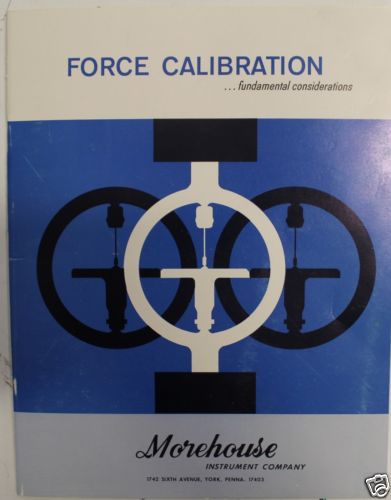 FORCE CALIBRATION
...fundamental considerations
Morehouse
INSTRUMENT COMPANY
1742 SIXTH AVENUE, YORK, PENNA. 17403